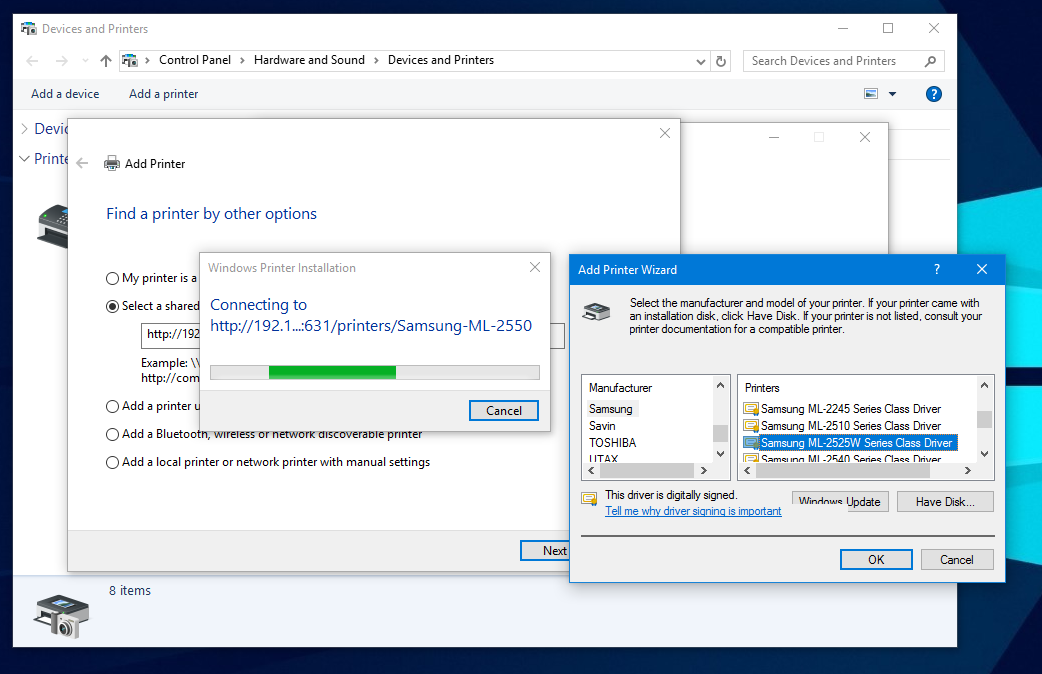 Devices and Printers
Control Panel
Hardware and Sound
Devices and Printers
Search Devices and Printers
Add a device
Add a printer
?
Devic
Printe
Add Printer
Find a printer by other options
My printer is a
Select a shared
http://192
Example: \\
http://com
Add a printer u
Add a Bluetooth, wireless or network discoverable printer
Add a local printer or network printer with manual settings
Next
Windows Printer Installation
Connecting to
http://192.1...:631/printers/Samsung-ML-2550
Cancel
Add Printer Wizard
?
Select the manufacturer and model of your printer. If your printer came with
an installation disk, click Have Disk. If your printer is not listed, consult your
printer documentation for a compatible printer.
Manufacturer
Samsung
Savin
TOSHIBA
UTAX
Printers
Samsung ML-2245 Series Class Driver
Samsung ML-2510 Series Class Driver
Samsung ML-2525W Series Class Driver
Samsung ML-2540 Series Class Driver
This driver is digitally signed.
Tell me why driver signing is important
Windows Update
Have Disk...
OK
Cancel
8 items